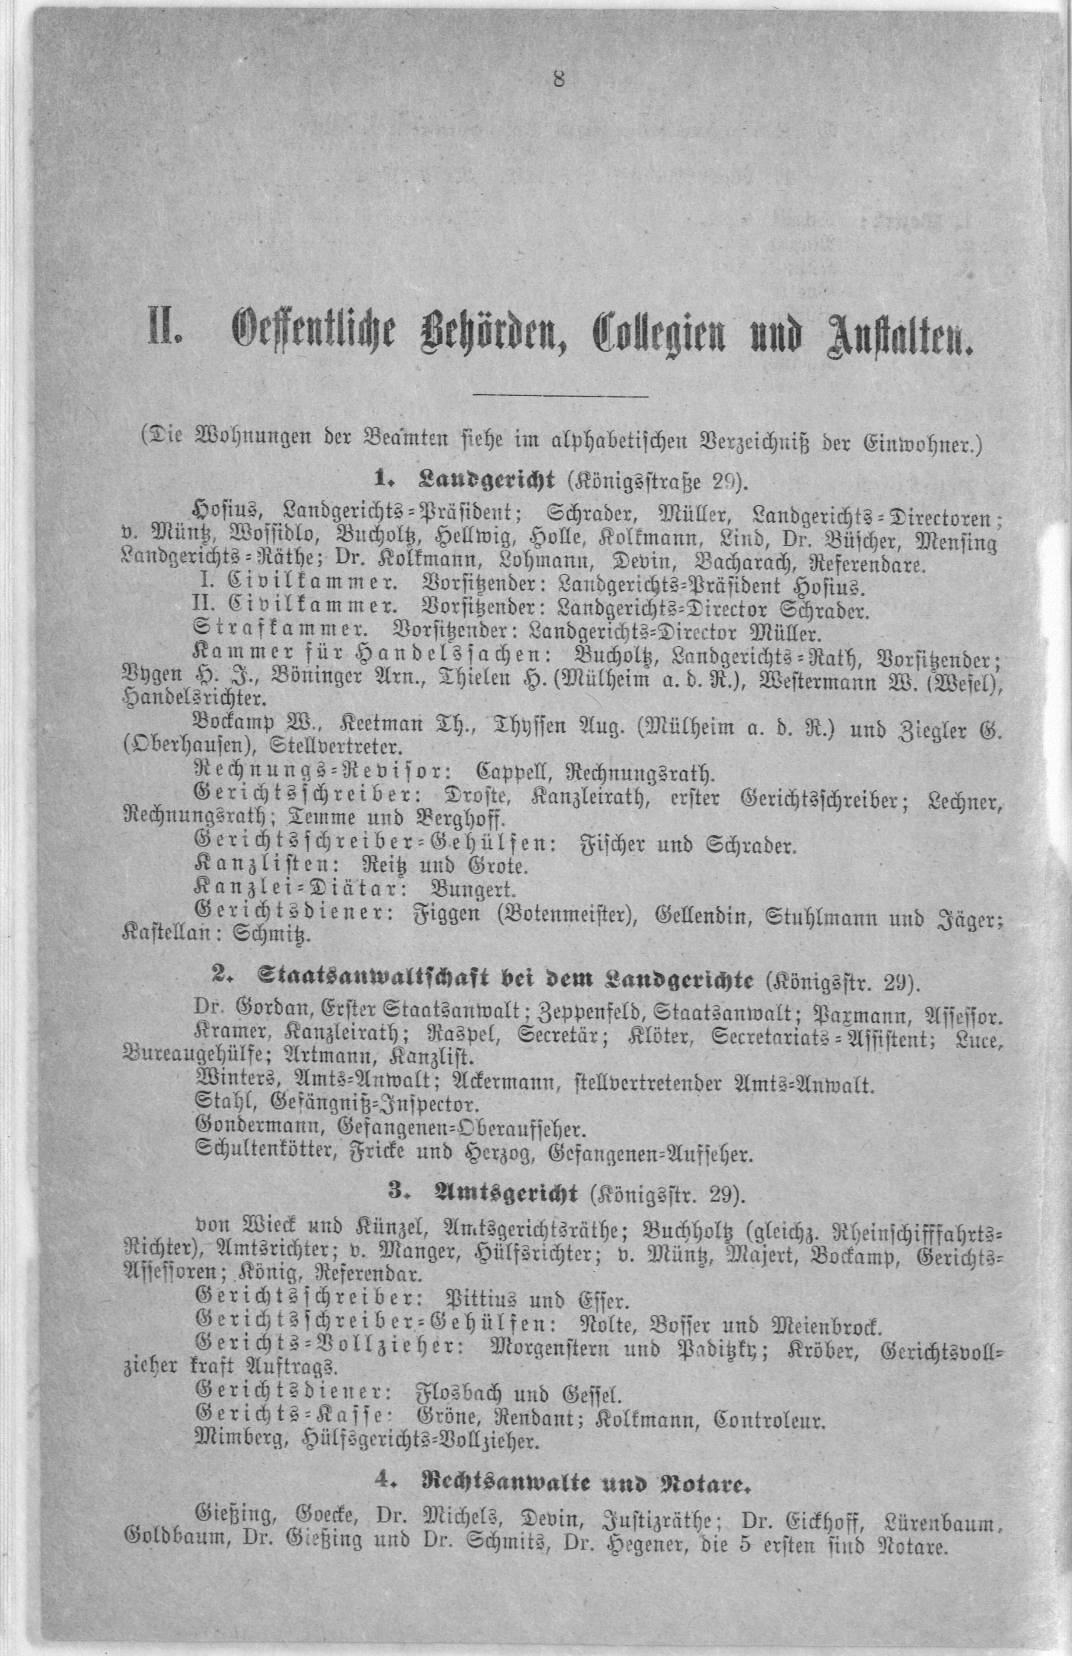 8
II. Oeffentliche Behörden, Collegien und Anstalten.
(Die Wohnungen der Beamten siehe im alphabetischen Verzeichniß der Einwohner.)
1. Landgericht (Königsstraße 29).
Hosius, Landgerichts-Präsident; Schrader, Müller, Landgerichts-Directoren;
v. Müntz, Wossidlo, Bucholtz, Hellwig, Holle, Kolkmann, Lind, Dr. Büscher, Mensing
Landgerichts-Räthe; Dr. Kolkmann, Lohmann, Devin, Bacharach, Referendare.
I. Civilkammer. Vorsitzender: Landgerichts-Präsident Hosius.
II. Civilkammer. Vorsitzender: Landgerichts-Director Schrader.
Strafkammer. Vorsitzender: Landgerichts-Director Müller.
Kammer für Handelssachen: Bucholtz, Landgerichts-Rath, Vorsitzender;
Vygen H. J., Böninger Arn., Thielen H. (Mülheim a. d. R.), Westermann W. (Wesel),
Handelsrichter.
Bockamp W., Keetman Th., Thyssen Aug. (Mülheim a. d. R.) und Ziegler G.
(Oberhausen), Stellvertreter.
Rechnungs-Revisor: Cappell, Rechnungsrath.
Gerichtsschreiber: Droste, Kanzleirath, erster Gerichtsschreiber; Lechner,
Rechnungsrath; Temme und Berghoff.
Gerichtsschreiber-Gehülfen: Fischer und Schrader.
Kanzlisten: Reitz und Grote.
Kanzlei-Diätar: Bungert.
Gerichtsdiener: Figgen (Botenmeister), Gellendin, Stuhlmann und Jäger;
Kastellan: Schmitz.
2. Staatsanwaltschaft bei dem Landgerichte (Königsstr. 29).
Dr. Gordan, Erster Staatsanwalt; Zeppenfeld, Staatsanwalt; Paxmann, Assessor.
Kramer, Kanzleirath; Raspel, Secretär; Klöter, Secretariats-Assistent; Luce,
Bureaugehülfe; Artmann, Kanzlist.
Winters, Amts-Anwalt; Ackermann, stellvertretender Amts-Anwalt.
Stahl, Gefängniß-Inspector.
Gondermann, Gefangenen-Oberaufseher.
Schultenkötter, Fricke und Herzog, Gefangenen-Aufseher.
3. Amtsgericht (Königsstr. 29).
von Wieck und Künzel, Amtsgerichtsräthe; Buchholtz (gleichz. Rheinschifffahrts-
Richter), Amtsrichter; v. Manger, Hülfsrichter; v. Müntz, Majert, Bockamp, Gerichts-
Assessoren; König, Referendar.
Gerichtsschreiber: Pittius und Esser.
Gerichtsschreiber-Gehülfen: Nolte, Bosser und Meienbrock.
Gerichts-Vollzieher: Morgenstern und Paditzky; Kröber, Gerichtsvoll-
zieher kraft Auftrags.
Gerichtsdiener: Flosbach und Gessel.
Gerichts-Kasse: Gröne, Rendant; Kolkmann, Controleur.
Mimberg, Hülfsgerichts-Vollzieher.
4. Rechtsanwalte und Notare.
Gießing, Goecke, Dr. Michels, Devin, Justizräthe; Dr. Eickhoff, Lürenbaum,
Goldbaum, Dr. Gießing und Dr. Schmits, Dr. Hegener, die 5 ersten sind Notare.